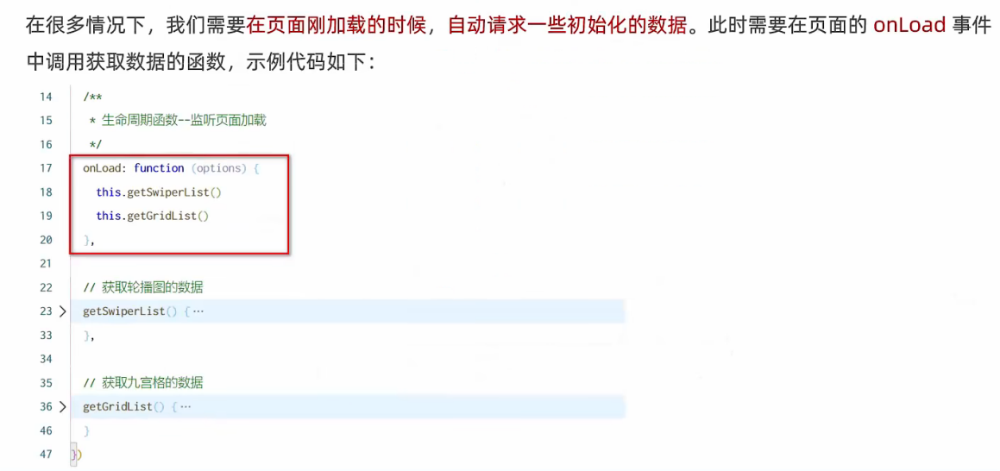 在很多情况下，我们需要在页面刚加载的时候，自动请求一些初始化的数据。此时需要在页面的 onLoad 事件
中调用获取数据的函数，示例代码如下：
14 /**
15 * 生命周期函数--监听页面加载
16 */
17 onLoad: function (options) {
18 this.getSwiperList()
19 this.getGridList()
20 },
21
22 // 获取轮播图的数据
23 > getSwiperList() { ···
33 },
34
35 // 获取九宫格的数据
36 > getGridList() { ···
46 }
47 })